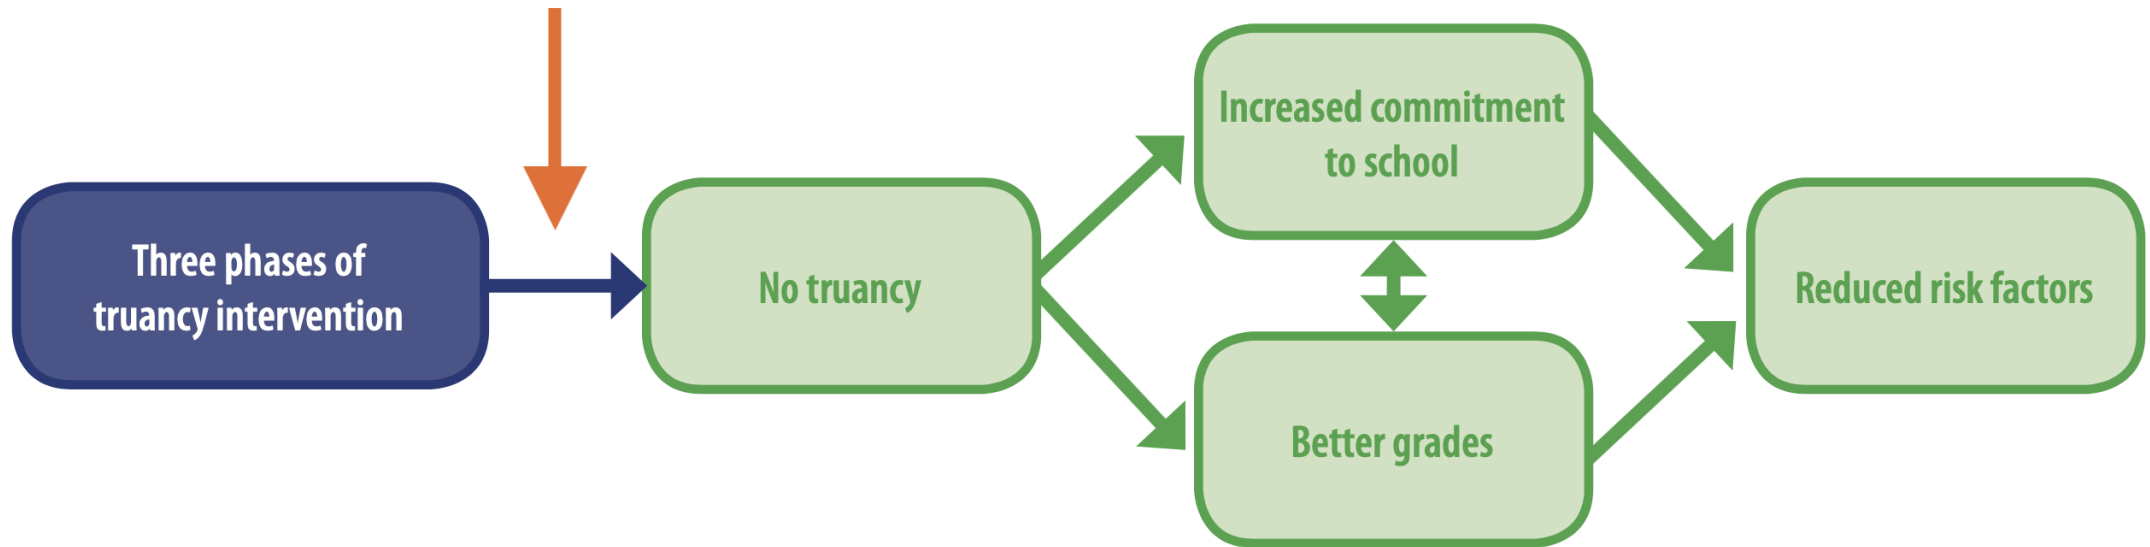 Three phases of
truancy intervention
No truancy
Increased commitment
to school
Better grades
Reduced risk factors